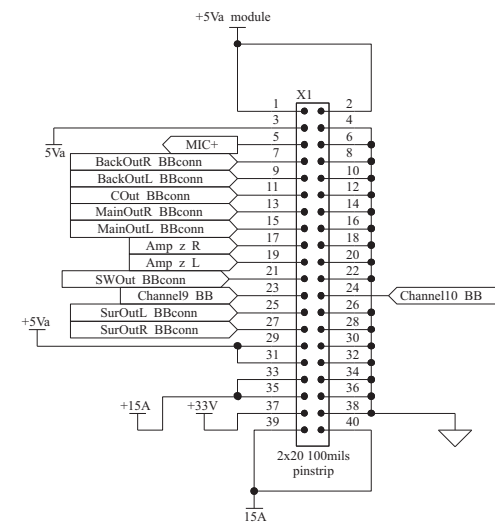 +5Va module
X1
1 2
3 4
5Va
MIC+ 5 6
BackOutR BBconn 7 8
BackOutL BBconn 9 10
COut BBconn 11 12
MainOutR BBconn 13 14
MainOutL BBconn 15 16
Amp z R 17 18
Amp z L 19 20
SWOut BBconn 21 22
Channel9 BB 23 24 Channel10 BB
SurOutL BBconn 25 26
+5Va
SurOutR BBconn 27 28
29 30
31 32
33 34
35 36
+15A +33V 37 38
39 40
2x20 100mils
pinstrip
15A